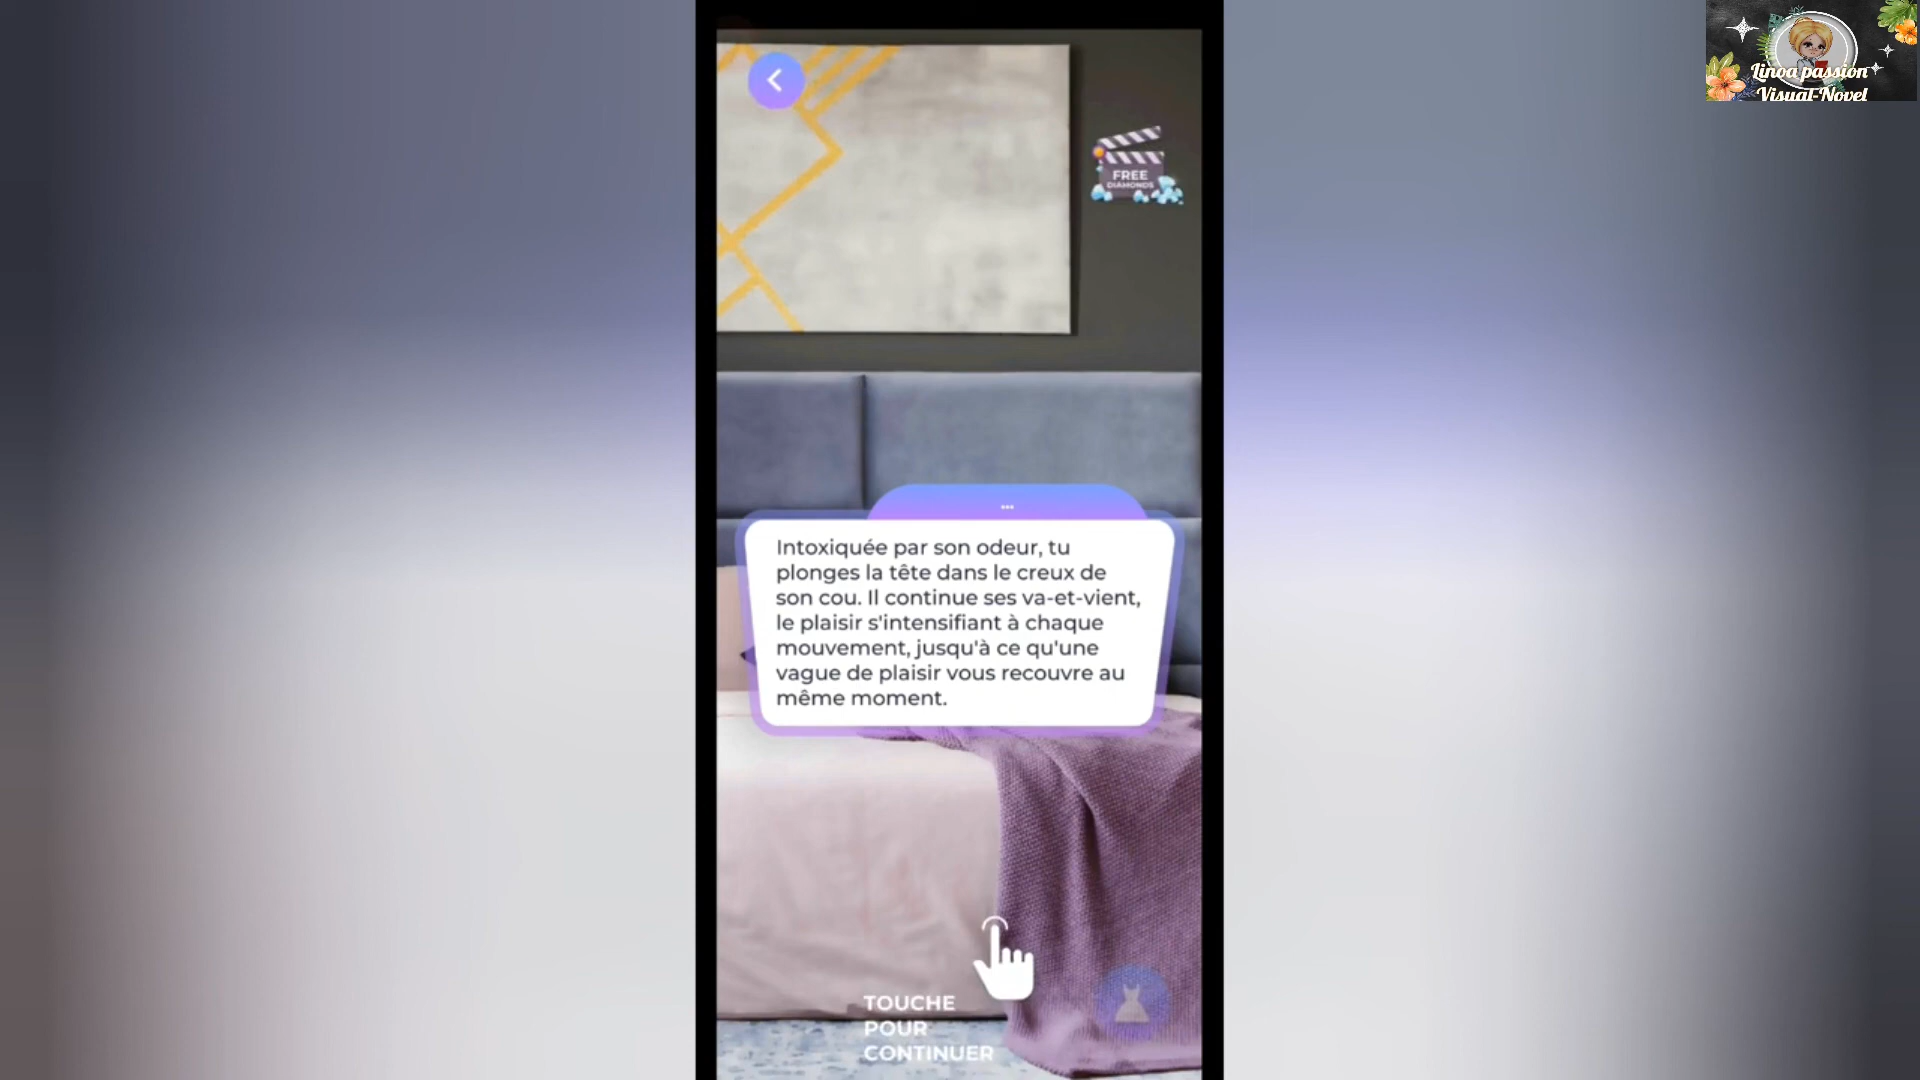 Linoa passion
Visual-Novel
FREE
DIAMONDS
...
Intoxiquée par son odeur, tu
plonges la tête dans le creux de
son cou. Il continue ses va-et-vient,
le plaisir s'intensifiant à chaque
mouvement, jusqu'à ce qu'une
vague de plaisir vous recouvre au
même moment.
TOUCHE
POUR
CONTINUER